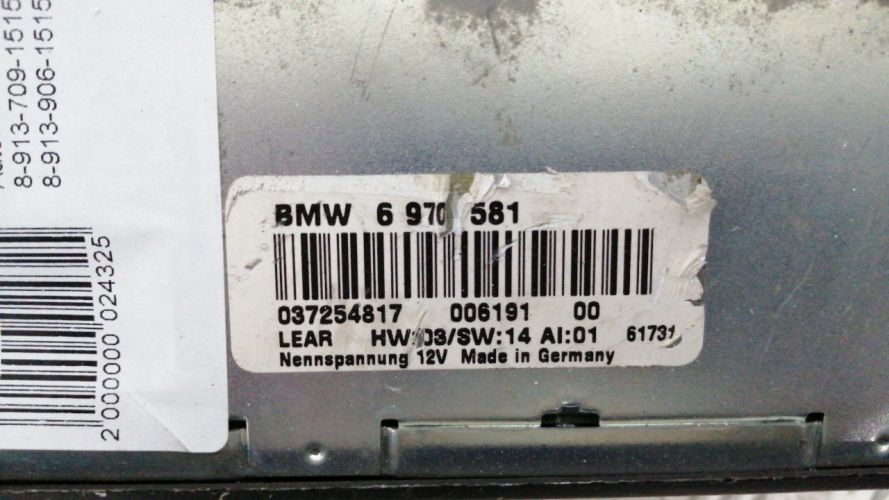 8-913-709-1515
8-913-906-1515
2 000000 024325
BMW 6 970 581
037254817 006191 00
LEAR HW:03/SW:14 AI:01 61731
Nennspannung 12V Made in Germany